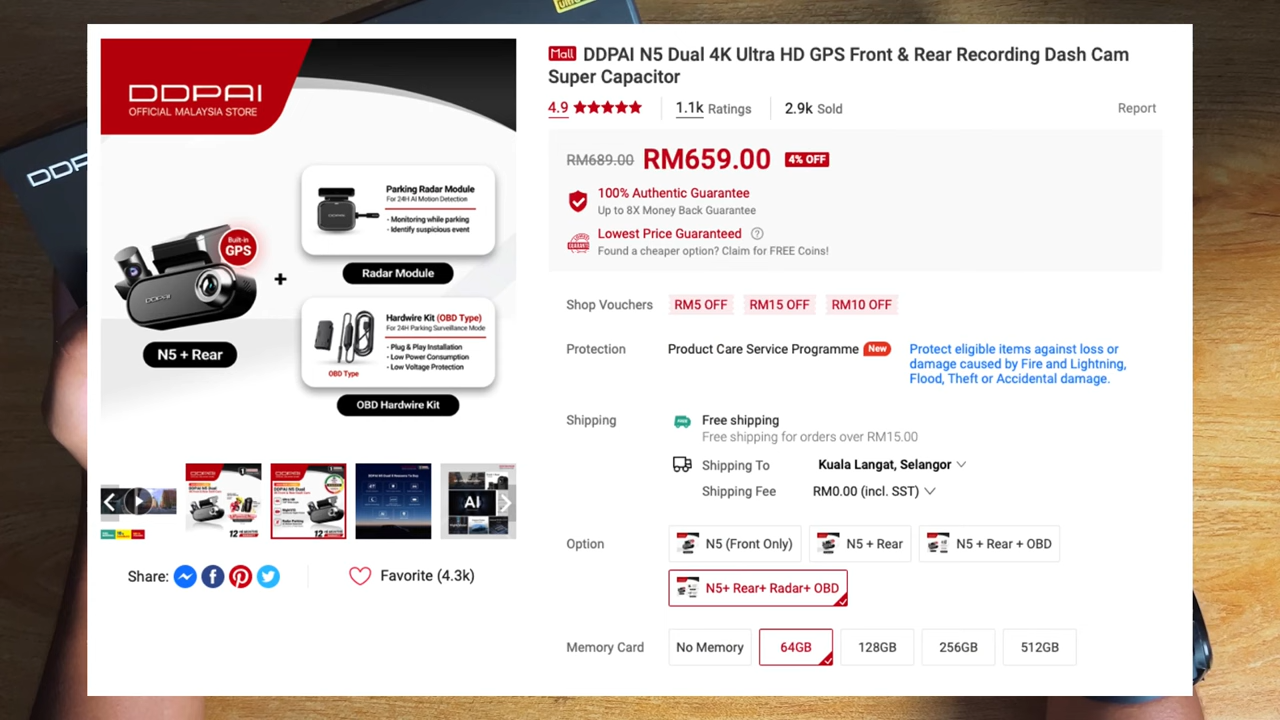 DDPAI
OFFICIAL MALAYSIA STORE
Parking Radar Module
For 24H AI Motion Detection
- Monitoring while parking
- Identify suspicious event
Radar Module
Built-in
GPS
+
DDPAI
N5 + Rear
Hardwire Kit (OBD Type)
For 24H Parking Surveillance Mode
- Plug & Play Installation
- Low Power Consumption
- Low Voltage Protection
OBD Type
OBD Hardwire Kit
AI
Share:
Favorite (4.3k)
Mall DDPAI N5 Dual 4K Ultra HD GPS Front & Rear Recording Dash Cam
Super Capacitor
4.9 1.1k Ratings 2.9k Sold Report
RM689.00 RM659.00 4% OFF
100% Authentic Guarantee
Up to 8X Money Back Guarantee
Lowest Price Guaranteed ?
Found a cheaper option? Claim for FREE Coins!
Shop Vouchers RM5 OFF RM15 OFF RM10 OFF
Protection Product Care Service Programme New Protect eligible items against loss or
damage caused by Fire and Lightning,
Flood, Theft or Accidental damage.
Shipping Free shipping
Free shipping for orders over RM15.00
Shipping To Kuala Langat, Selangor
Shipping Fee RM0.00 (incl. SST)
Option N5 (Front Only) N5 + Rear N5 + Rear + OBD
N5+ Rear+ Radar+ OBD
Memory Card No Memory 64GB 128GB 256GB 512GB